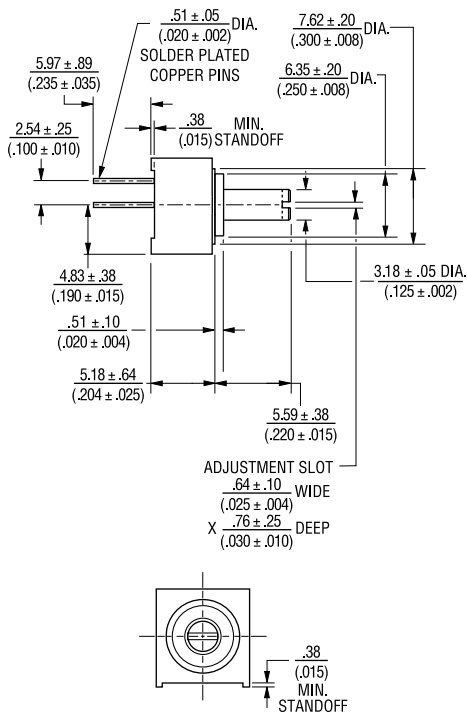 .51 ± .05 DIA.
(.020 ± .002)
SOLDER PLATED
COPPER PINS
7.62 ± .20
(.300 ± .008)
5.97 ± .89
(.235 ± .035)
6.35 ± .20 DIA.
(.250 ± .008)
2.54 ± .25
(.100 ± .010)
.38 MIN.
(.015) STANDOFF
4.83 ± .38
(.190 ± .015)
3.18 ± .05 DIA.
(.125 ± .002)
.51 ± .10
(.020 ± .004)
5.18 ± .64
(.204 ± .025)
5.59 ± .38
(.220 ± .015)
ADJUSTMENT SLOT
.64 ± .10 WIDE
(.025 ± .004)
X .76 ± .25 DEEP
(.030 ± .010)
.38
(.015)
MIN.
STANDOFF